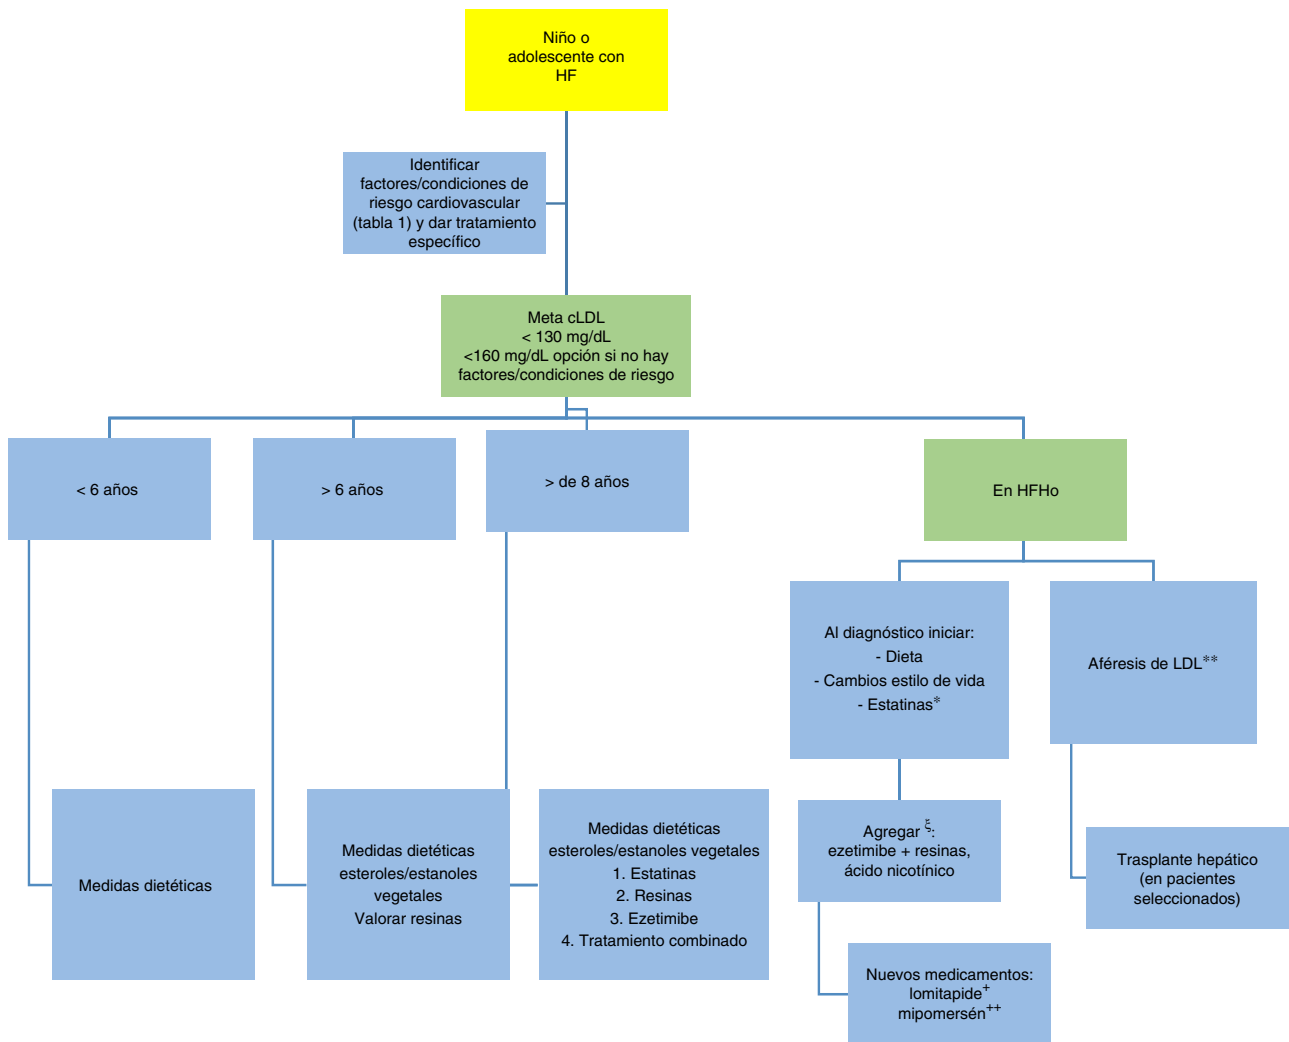 Niño o
adolescente con
HF
Identificar
factores/condiciones de
riesgo cardiovascular
(tabla 1) y dar tratamiento
específico
Meta cLDL
< 130 mg/dL
<160 mg/dL opción si no hay
factores/condiciones de riesgo
< 6 años
> 6 años
> de 8 años
En HFHo
Medidas dietéticas
Medidas dietéticas
esteroles/estanoles
vegetales
Valorar resinas
Medidas dietéticas
esteroles/estanoles vegetales
1. Estatinas
2. Resinas
3. Ezetimibe
4. Tratamiento combinado
Al diagnóstico iniciar:
- Dieta
- Cambios estilo de vida
- Estatinas*
Agregar ξ:
ezetimibe + resinas,
ácido nicotínico
Nuevos medicamentos:
lomitapide+
mipomersén++
Aféresis de LDL**
Trasplante hepático
(en pacientes
seleccionados)